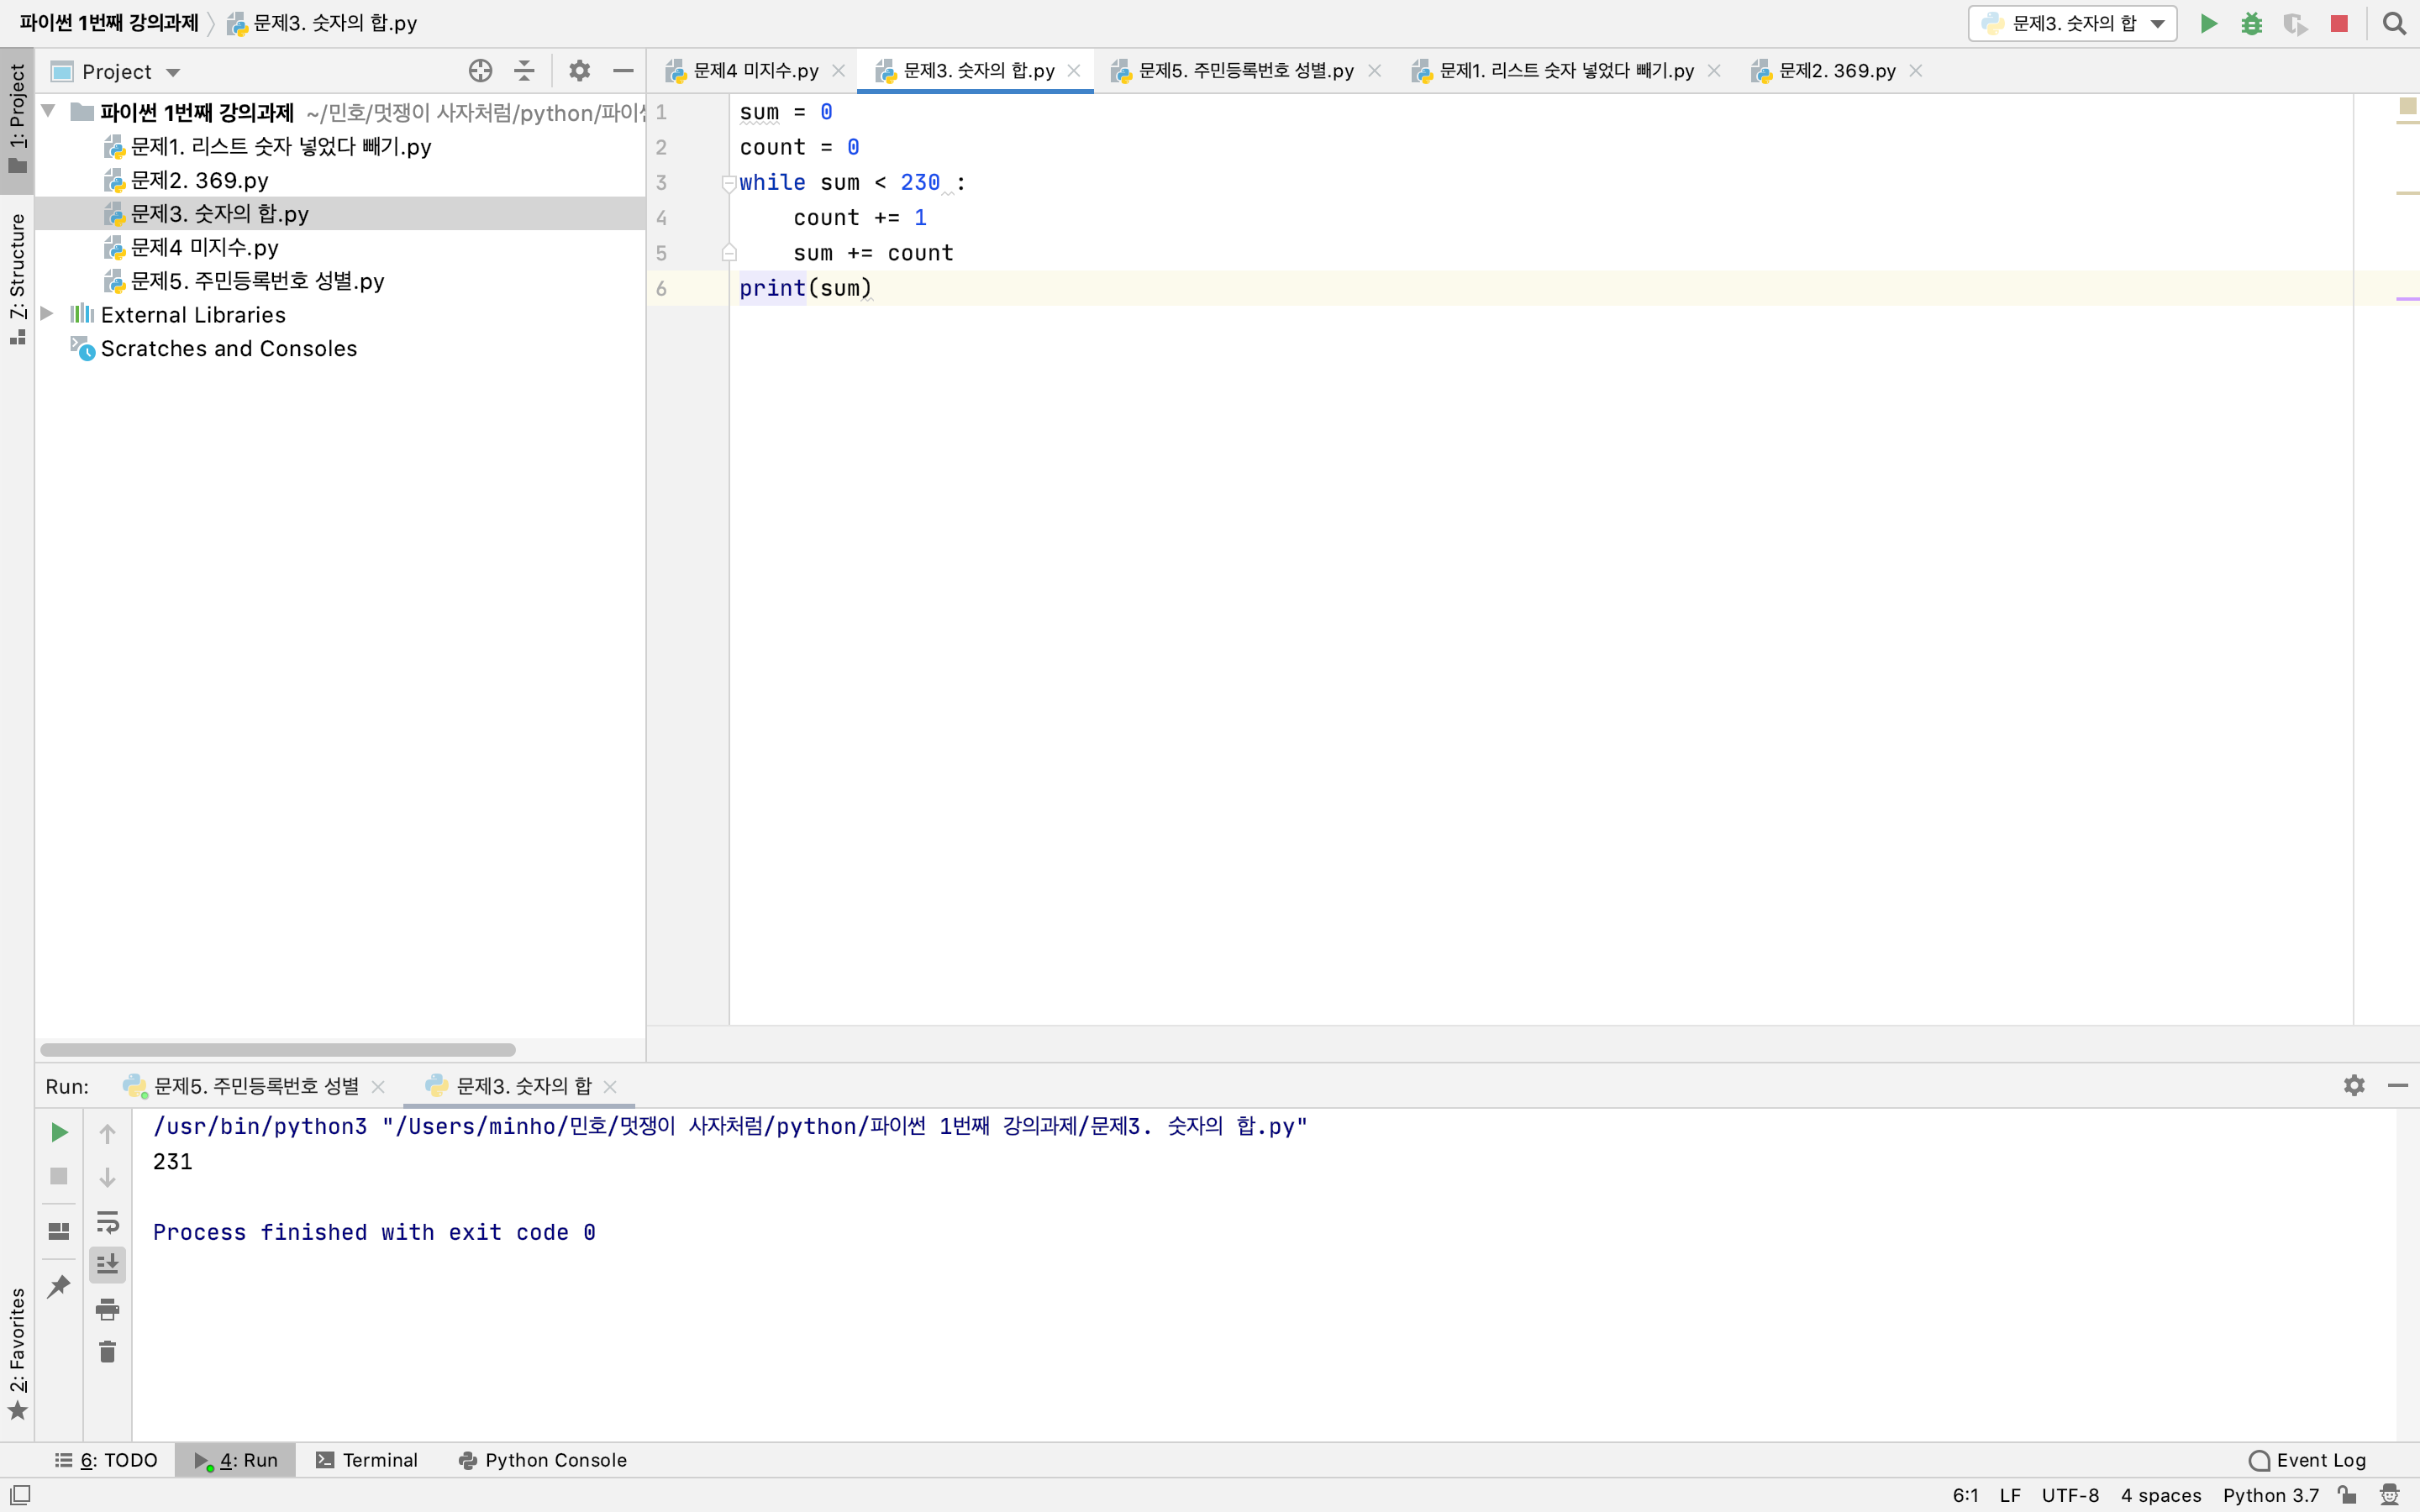 파이썬 1번째 강의과제 문제3. 숫자의 합.py
문제3. 숫자의 합
1: Project
Project
문제4 미지수.py
문제3. 숫자의 합.py
문제5. 주민등록번호 성별.py
문제1. 리스트 숫자 넣었다 빼기.py
문제2. 369.py
파이썬 1번째 강의과제 ~/민호/멋쟁이 사자처럼/python/파이썬
문제1. 리스트 숫자 넣었다 빼기.py
문제2. 369.py
문제3. 숫자의 합.py
문제4 미지수.py
문제5. 주민등록번호 성별.py
External Libraries
Scratches and Consoles
7: Structure
1 sum = 0
2 count = 0
3 while sum < 230 :
4 count += 1
5 sum += count
6 print(sum)
Run: 문제5. 주민등록번호 성별 문제3. 숫자의 합
/usr/bin/python3 "/Users/minho/민호/멋쟁이 사자처럼/python/파이썬 1번째 강의과제/문제3. 숫자의 합.py"
231
Process finished with exit code 0
2: Favorites
6: TODO 4: Run Terminal Python Console Event Log
6:1 LF UTF-8 4 spaces Python 3.7